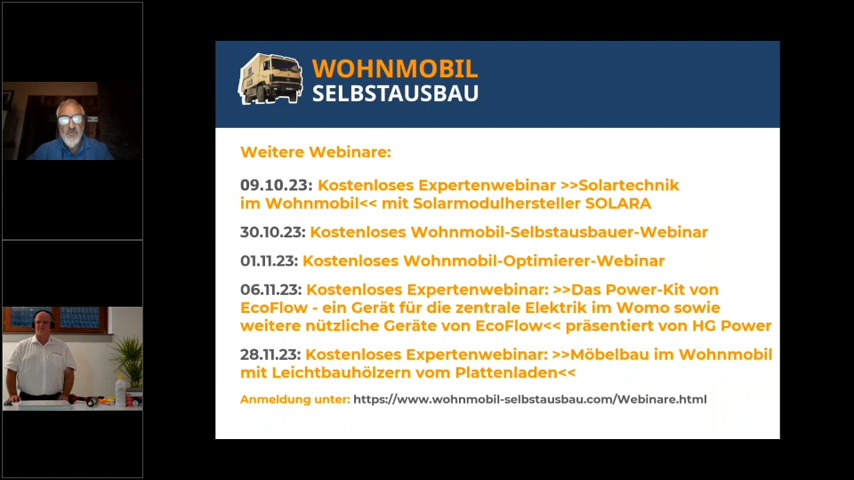 WOHNMOBIL
SELBSTAUSBAU
Weitere Webinare:
09.10.23: Kostenloses Expertenwebinar >>Solartechnik
im Wohnmobil<< mit Solarmodulhersteller SOLARA
30.10.23: Kostenloses Wohnmobil-Selbstausbauer-Webinar
01.11.23: Kostenloses Wohnmobil-Optimierer-Webinar
06.11.23: Kostenloses Expertenwebinar: >>Das Power-Kit von
EcoFlow - ein Gerät für die zentrale Elektrik im Womo sowie
weitere nützliche Geräte von EcoFlow<< präsentiert von HG Power
28.11.23: Kostenloses Expertenwebinar: >>Möbelbau im Wohnmobil
mit Leichtbauhölzern vom Plattenladen<<
Anmeldung unter: https://www.wohnmobil-selbstausbau.com/Webinare.html